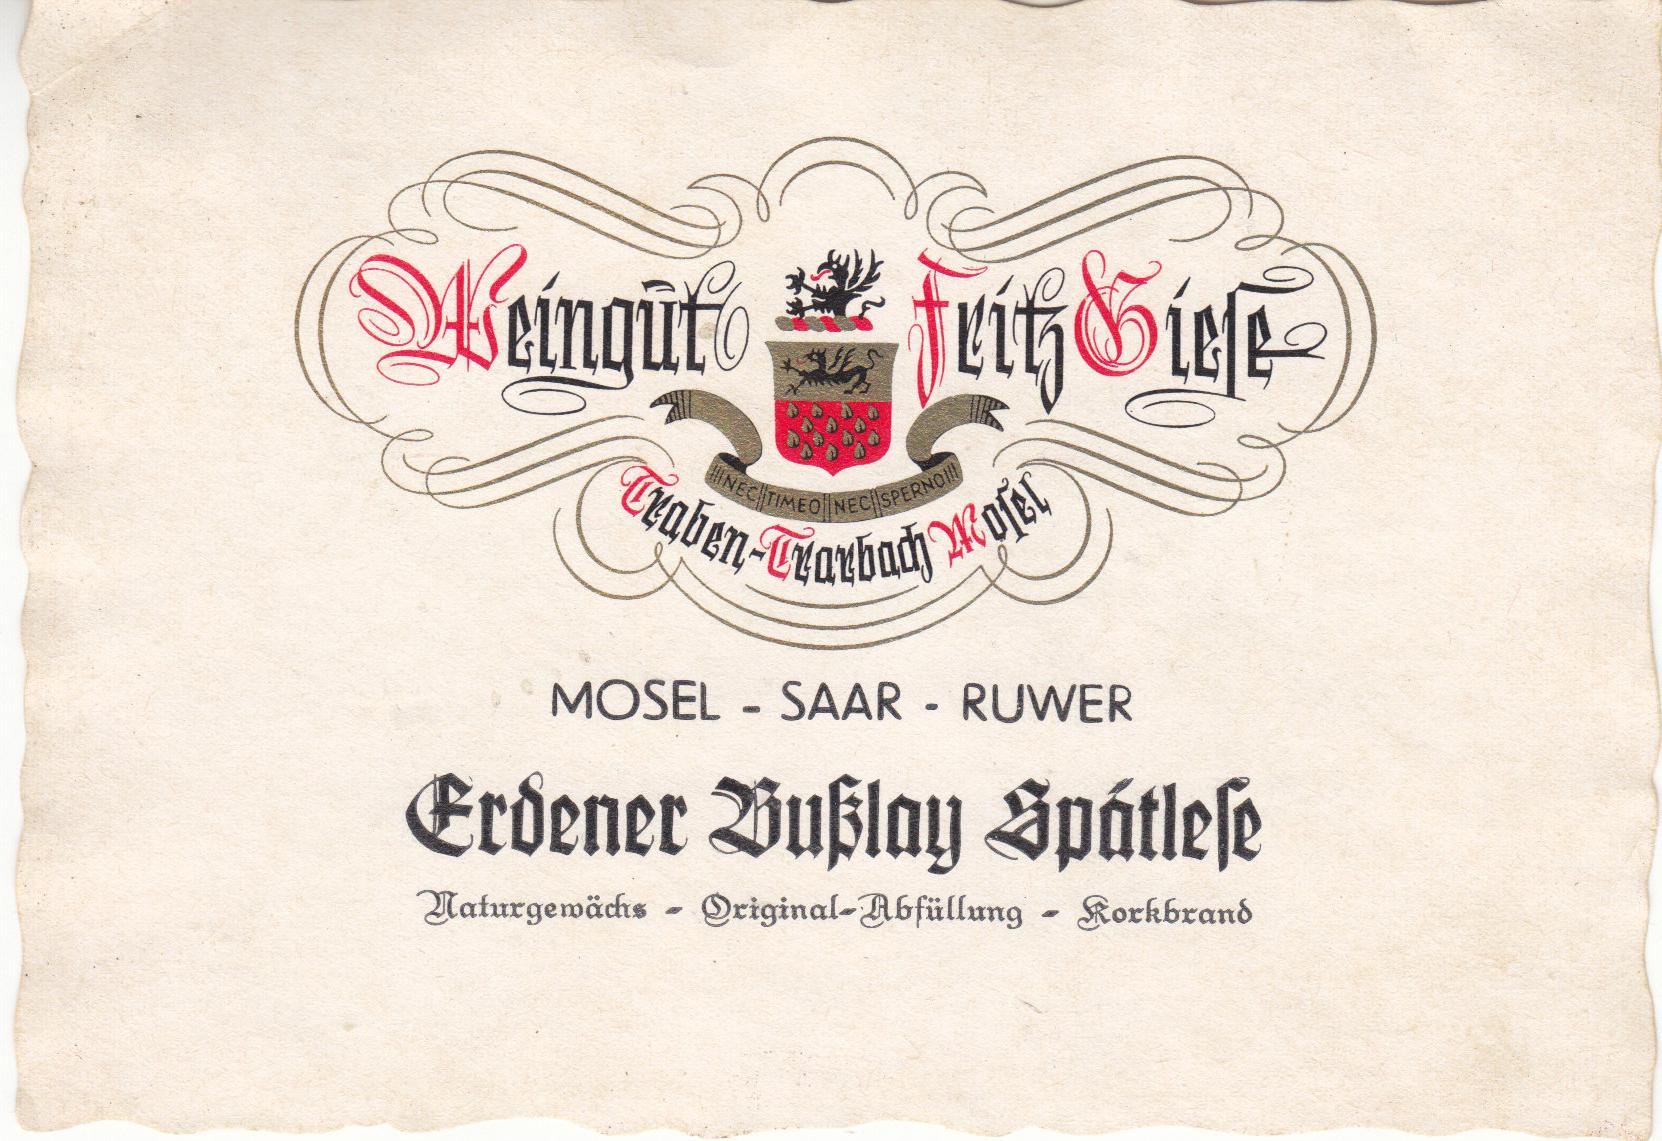 Weingut Fritz Giese
NEC TIMEO NEC SPERNO
Traben-Trarbach Mosel
MOSEL - SAAR - RUWER
Erdener Bußlay Spätlese
Naturgewächs - Original-Abfüllung - Korkbrand